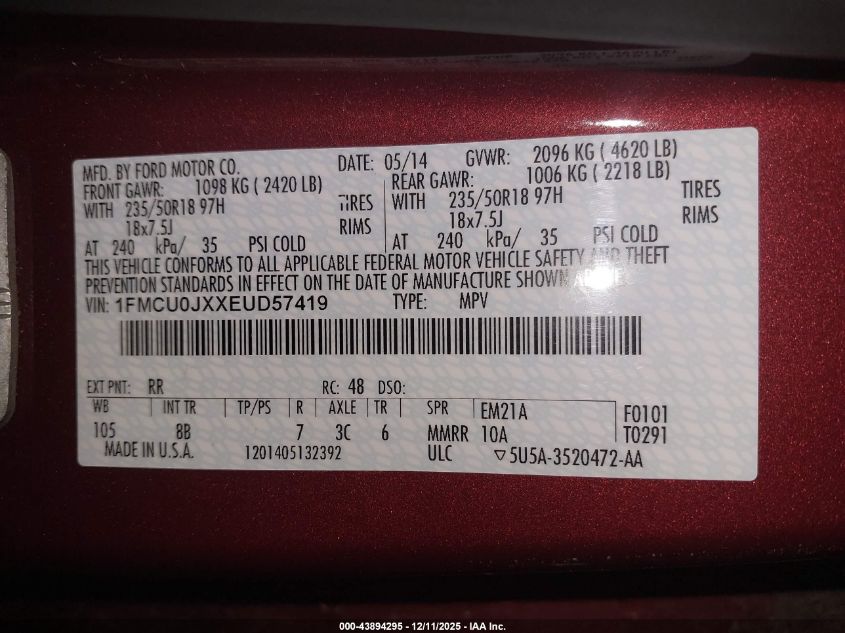 MFD. BY FORD MOTOR CO. DATE: 05/14 GVWR: 2096 KG ( 4620 LB)
FRONT GAWR: 1098 KG ( 2420 LB) REAR GAWR: 1006 KG ( 2218 LB)
WITH 235/50R18 97H TIRES WITH 235/50R18 97H TIRES
18x7.5J RIMS 18x7.5J RIMS
AT 240 kPa/ 35 PSI COLD AT 240 kPa/ 35 PSI COLD
THIS VEHICLE CONFORMS TO ALL APPLICABLE FEDERAL MOTOR VEHICLE SAFETY AND THEFT
PREVENTION STANDARDS IN EFFECT ON THE DATE OF MANUFACTURE SHOWN
VIN: 1FMCU0JXXEUD57419 TYPE: MPV
EXT PNT: RR RC: 48 DSO:
WB INT TR TP/PS R AXLE TR SPR EM21A F0101
105 8B 7 3C 6 MMRR 10A T0291
MADE IN U.S.A. 1201405132392 ULC ▽5U5A-3520472-AA
000-43894295 - 12/11/2025 - IAA Inc.